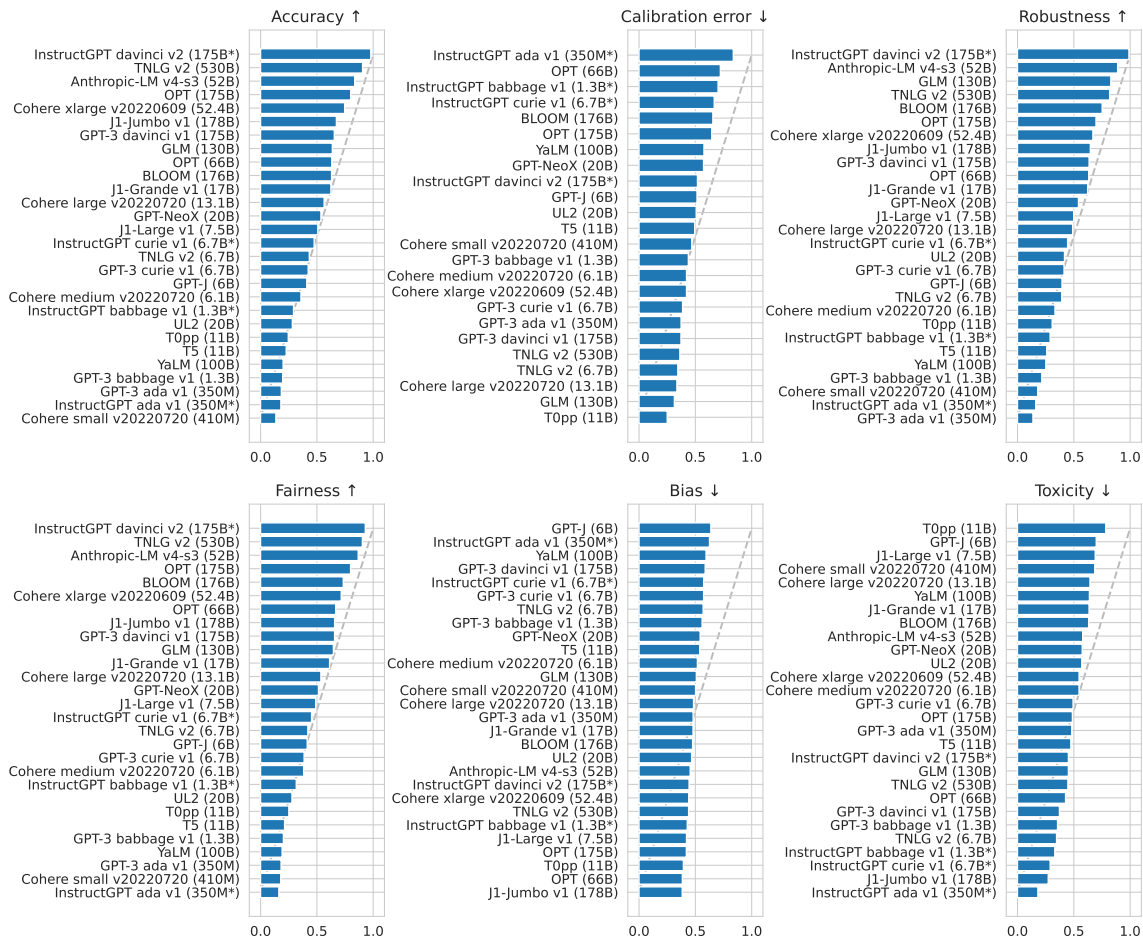 Accuracy ↑
InstructGPT davinci v2 (175B*)
TNLG v2 (530B)
Anthropic-LM v4-s3 (52B)
OPT (175B)
Cohere xlarge v20220609 (52.4B)
J1-Jumbo v1 (178B)
GPT-3 davinci v1 (175B)
GLM (130B)
OPT (66B)
BLOOM (176B)
J1-Grande v1 (17B)
Cohere large v20220720 (13.1B)
GPT-NeoX (20B)
J1-Large v1 (7.5B)
InstructGPT curie v1 (6.7B*)
TNLG v2 (6.7B)
GPT-3 curie v1 (6.7B)
GPT-J (6B)
Cohere medium v20220720 (6.1B)
InstructGPT babbage v1 (1.3B*)
UL2 (20B)
T0pp (11B)
T5 (11B)
YaLM (100B)
GPT-3 babbage v1 (1.3B)
GPT-3 ada v1 (350M)
InstructGPT ada v1 (350M*)
Cohere small v20220720 (410M)
0.0 0.5 1.0
Calibration error ↓
InstructGPT ada v1 (350M*)
OPT (66B)
InstructGPT babbage v1 (1.3B*)
InstructGPT curie v1 (6.7B*)
BLOOM (176B)
OPT (175B)
YaLM (100B)
GPT-NeoX (20B)
InstructGPT davinci v2 (175B*)
GPT-J (6B)
UL2 (20B)
T5 (11B)
Cohere small v20220720 (410M)
GPT-3 babbage v1 (1.3B)
Cohere medium v20220720 (6.1B)
Cohere xlarge v20220609 (52.4B)
GPT-3 curie v1 (6.7B)
GPT-3 ada v1 (350M)
GPT-3 davinci v1 (175B)
TNLG v2 (530B)
TNLG v2 (6.7B)
Cohere large v20220720 (13.1B)
GLM (130B)
T0pp (11B)
0.0 0.5 1.0
Robustness ↑
InstructGPT davinci v2 (175B*)
Anthropic-LM v4-s3 (52B)
GLM (130B)
TNLG v2 (530B)
BLOOM (176B)
OPT (175B)
Cohere xlarge v20220609 (52.4B)
J1-Jumbo v1 (178B)
GPT-3 davinci v1 (175B)
OPT (66B)
J1-Grande v1 (17B)
GPT-NeoX (20B)
J1-Large v1 (7.5B)
Cohere large v20220720 (13.1B)
InstructGPT curie v1 (6.7B*)
UL2 (20B)
GPT-3 curie v1 (6.7B)
GPT-J (6B)
TNLG v2 (6.7B)
Cohere medium v20220720 (6.1B)
T0pp (11B)
InstructGPT babbage v1 (1.3B*)
T5 (11B)
YaLM (100B)
GPT-3 babbage v1 (1.3B)
Cohere small v20220720 (410M)
InstructGPT ada v1 (350M*)
GPT-3 ada v1 (350M)
0.0 0.5 1.0
Fairness ↑
InstructGPT davinci v2 (175B*)
TNLG v2 (530B)
Anthropic-LM v4-s3 (52B)
OPT (175B)
BLOOM (176B)
Cohere xlarge v20220609 (52.4B)
OPT (66B)
J1-Jumbo v1 (178B)
GPT-3 davinci v1 (175B)
GLM (130B)
J1-Grande v1 (17B)
Cohere large v20220720 (13.1B)
GPT-NeoX (20B)
J1-Large v1 (7.5B)
InstructGPT curie v1 (6.7B*)
TNLG v2 (6.7B)
GPT-J (6B)
GPT-3 curie v1 (6.7B)
Cohere medium v20220720 (6.1B)
InstructGPT babbage v1 (1.3B*)
UL2 (20B)
T0pp (11B)
T5 (11B)
GPT-3 babbage v1 (1.3B)
YaLM (100B)
GPT-3 ada v1 (350M)
Cohere small v20220720 (410M)
InstructGPT ada v1 (350M*)
0.0 0.5 1.0
Bias ↓
GPT-J (6B)
InstructGPT ada v1 (350M*)
YaLM (100B)
GPT-3 davinci v1 (175B)
InstructGPT curie v1 (6.7B*)
GPT-3 curie v1 (6.7B)
TNLG v2 (6.7B)
GPT-3 babbage v1 (1.3B)
GPT-NeoX (20B)
T5 (11B)
Cohere medium v20220720 (6.1B)
GLM (130B)
Cohere small v20220720 (410M)
Cohere large v20220720 (13.1B)
GPT-3 ada v1 (350M)
J1-Grande v1 (17B)
BLOOM (176B)
UL2 (20B)
Anthropic-LM v4-s3 (52B)
InstructGPT davinci v2 (175B*)
Cohere xlarge v20220609 (52.4B)
TNLG v2 (530B)
InstructGPT babbage v1 (1.3B*)
J1-Large v1 (7.5B)
OPT (175B)
T0pp (11B)
OPT (66B)
J1-Jumbo v1 (178B)
0.0 0.5 1.0
Toxicity ↓
T0pp (11B)
GPT-J (6B)
J1-Large v1 (7.5B)
Cohere small v20220720 (410M)
Cohere large v20220720 (13.1B)
YaLM (100B)
J1-Grande v1 (17B)
BLOOM (176B)
Anthropic-LM v4-s3 (52B)
GPT-NeoX (20B)
UL2 (20B)
Cohere xlarge v20220609 (52.4B)
Cohere medium v20220720 (6.1B)
GPT-3 curie v1 (6.7B)
OPT (175B)
GPT-3 ada v1 (350M)
T5 (11B)
InstructGPT davinci v2 (175B*)
GLM (130B)
TNLG v2 (530B)
OPT (66B)
GPT-3 davinci v1 (175B)
GPT-3 babbage v1 (1.3B)
TNLG v2 (6.7B)
InstructGPT babbage v1 (1.3B*)
InstructGPT curie v1 (6.7B*)
J1-Jumbo v1 (178B)
InstructGPT ada v1 (350M*)
0.0 0.5 1.0